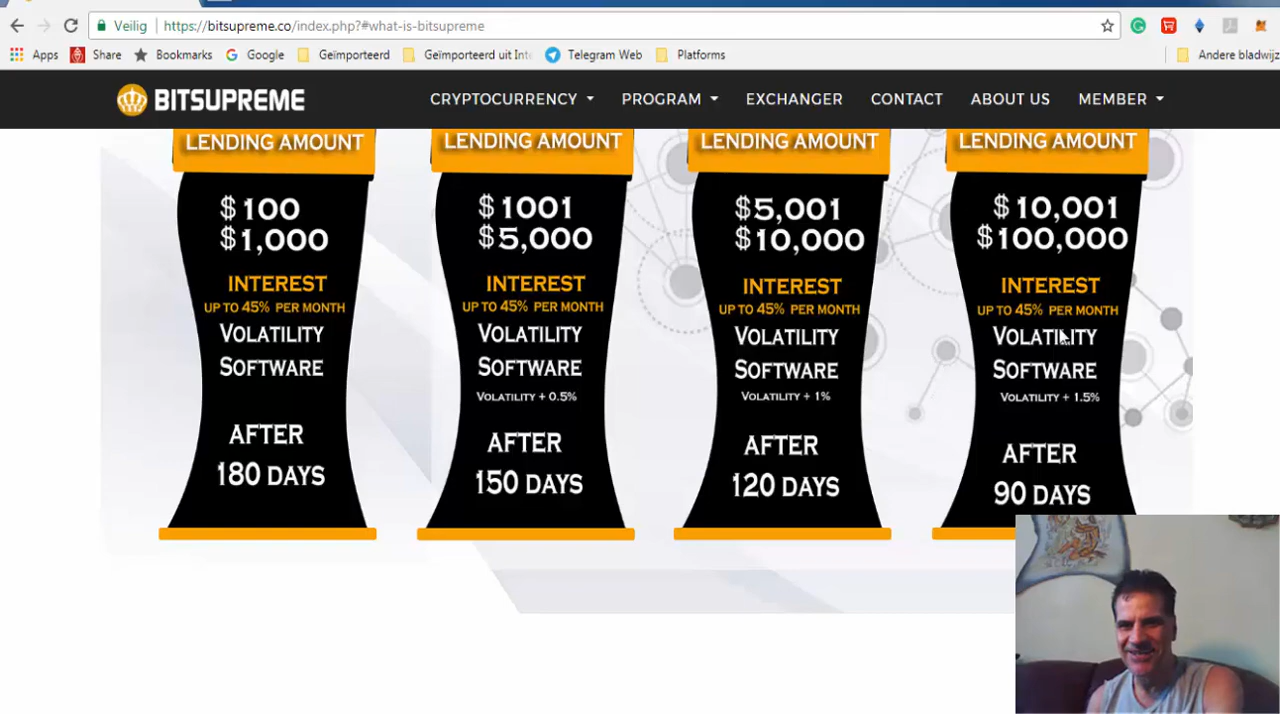 Veilig
https://bitsupreme.co/index.php?#what-is-bitsupreme
Apps
Share
Bookmarks
Google
Geïmporteerd
Geïmporteerd uit Inte
Telegram Web
Platforms
Andere bladwijz
BITSUPREME
CRYPTOCURRENCY
PROGRAM
EXCHANGER
CONTACT
ABOUT US
MEMBER
LENDING AMOUNT
$100
$1,000
INTEREST
UP TO 45% PER MONTH
VOLATILITY
SOFTWARE
AFTER
180 DAYS
LENDING AMOUNT
$1001
$5,000
INTEREST
UP TO 45% PER MONTH
VOLATILITY
SOFTWARE
VOLATILITY + 0.5%
AFTER
150 DAYS
LENDING AMOUNT
$5,001
$10,000
INTEREST
UP TO 45% PER MONTH
VOLATILITY
SOFTWARE
VOLATILITY + 1%
AFTER
120 DAYS
LENDING AMOUNT
$10,001
$100,000
INTEREST
UP TO 45% PER MONTH
VOLATILITY
SOFTWARE
VOLATILITY + 1.5%
AFTER
90 DAYS